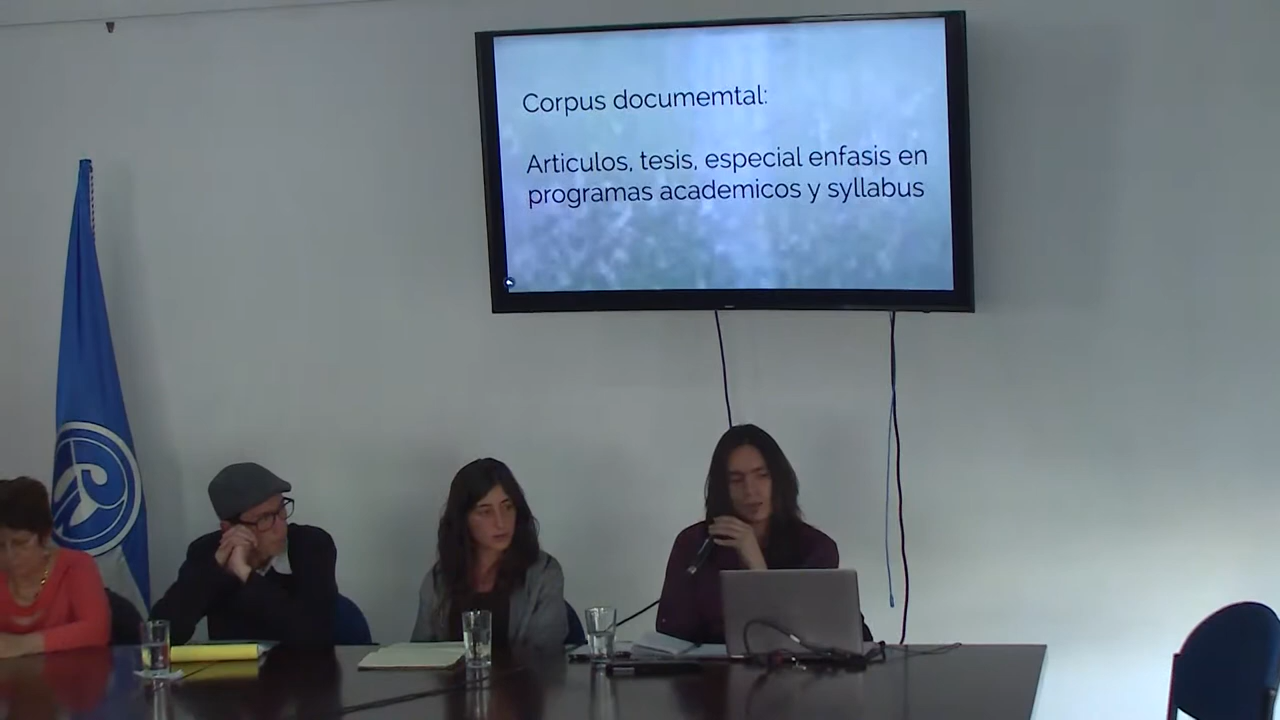 Corpus documemtal:
Articulos, tesis, especial enfasis en
programas academicos y syllabus